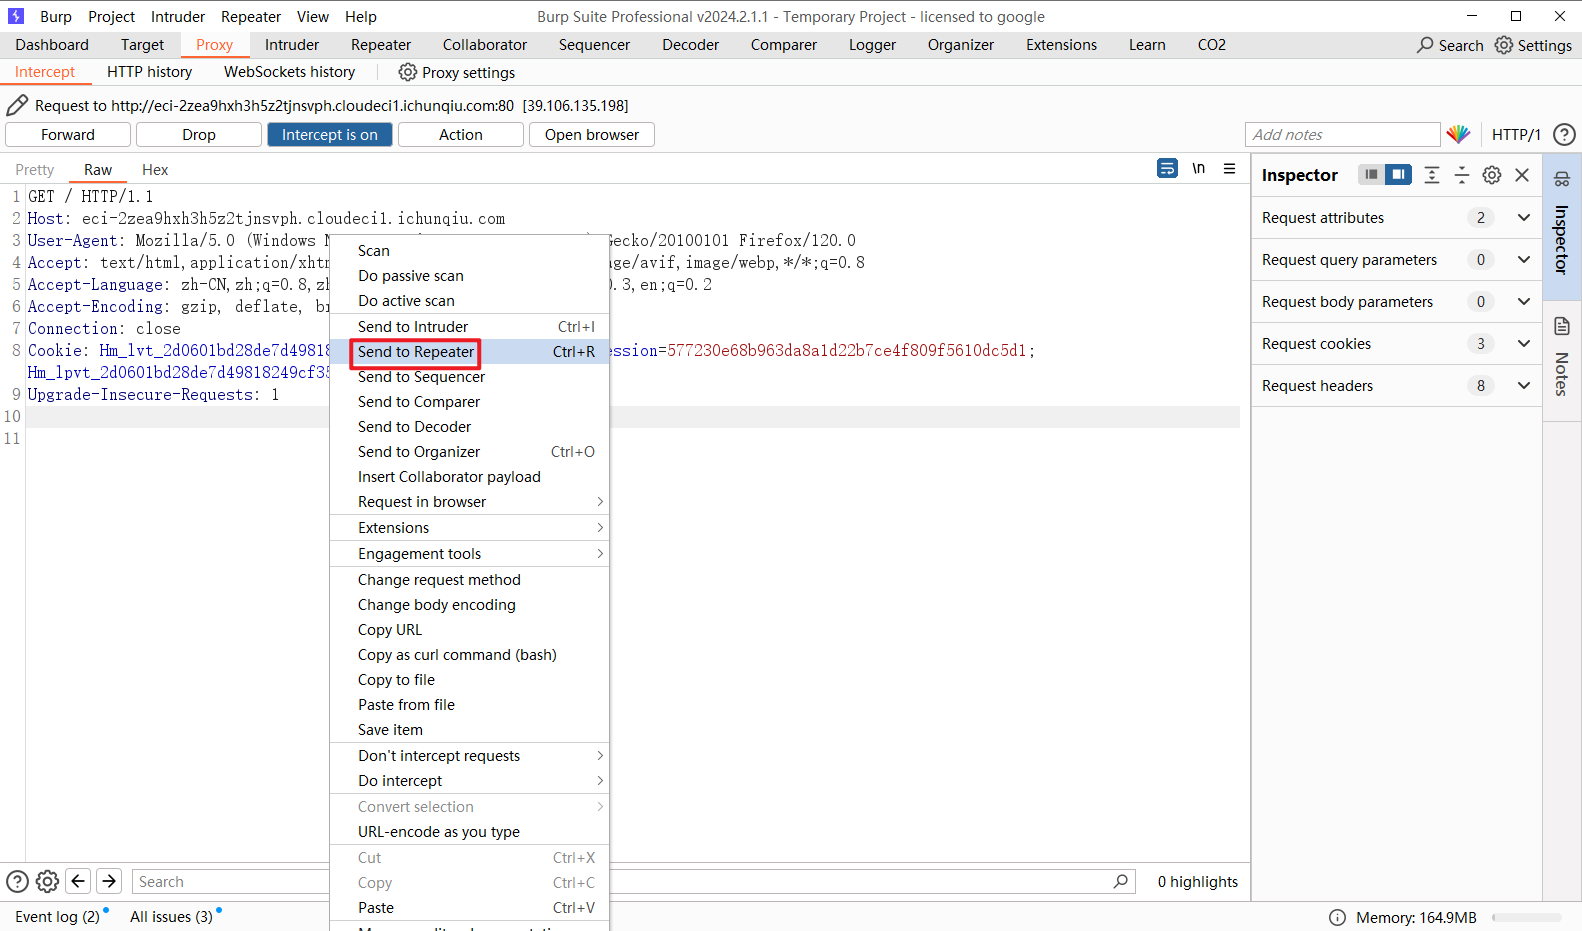 Burp Project Intruder Repeater View Help Burp Suite Professional v2024.2.1.1 - Temporary Project - licensed to google
Dashboard Target Proxy Intruder Repeater Collaborator Sequencer Decoder Comparer Logger Organizer Extensions Learn CO2 Search Settings
Intercept HTTP history WebSockets history Proxy settings
Request to http://eci-2zea9hxh3h5z2tjnsvph.cloudeci1.ichunqiu.com:80 [39.106.135.198]
Forward Drop Intercept is on Action Open browser Add notes HTTP/1 ?
Pretty Raw Hex \n
1 GET / HTTP/1.1
2 Host: eci-2zea9hxh3h5z2tjnsvph.cloudeci1.ichunqiu.com
3 User-Agent: Mozilla/5.0 (Windows N Gecko/20100101 Firefox/120.0
4 Accept: text/html,application/xhtm age/avif,image/webp,*/*;q=0.8
5 Accept-Language: zh-CN,zh;q=0.8,zh 0.3,en;q=0.2
6 Accept-Encoding: gzip, deflate, br
7 Connection: close
8 Cookie: Hm_lvt_2d0601bd28de7d49818 ession=577230e68b963da8a1d22b7ce4f809f5610dc5d1;
Hm_lpvt_2d0601bd28de7d49818249cf35
9 Upgrade-Insecure-Requests: 1
10
11
Scan
Do passive scan
Do active scan
Send to Intruder Ctrl+I
Send to Repeater Ctrl+R
Send to Sequencer
Send to Comparer
Send to Decoder
Send to Organizer Ctrl+O
Insert Collaborator payload
Request in browser
Extensions
Engagement tools
Change request method
Change body encoding
Copy URL
Copy as curl command (bash)
Copy to file
Paste from file
Save item
Don't intercept requests
Do intercept
Convert selection
URL-encode as you type
Cut Ctrl+X
Copy Ctrl+C
Paste Ctrl+V
Inspector
Request attributes 2
Request query parameters 0
Request body parameters 0
Request cookies 3
Request headers 8
Inspector
Notes
? Search 0 highlights
Event log (2) All issues (3) Memory: 164.9MB